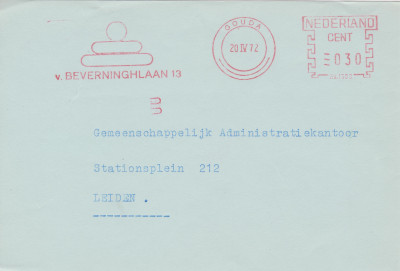 GOUDA
20 IV 72
NEDERLAND
CENT
030
v. BEVERNINGHLAAN 13
Gemeenschappelijk Administratiekantoor
Stationsplein 212
LEIDEN .